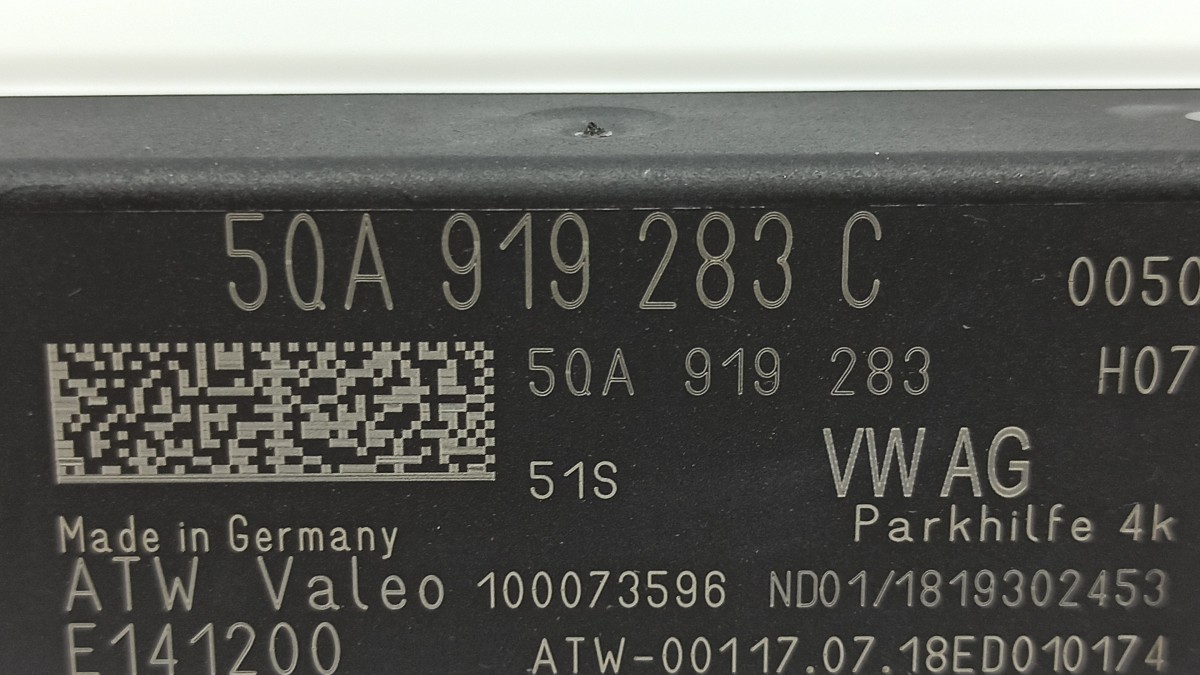 5QA 919 283 C 0050
5QA 919 283 H07
51S VW AG
Parkhilfe 4k
Made in Germany
ATW Valeo 100073596 ND01/1819302453
E141200 ATW-00117.07.18ED010174